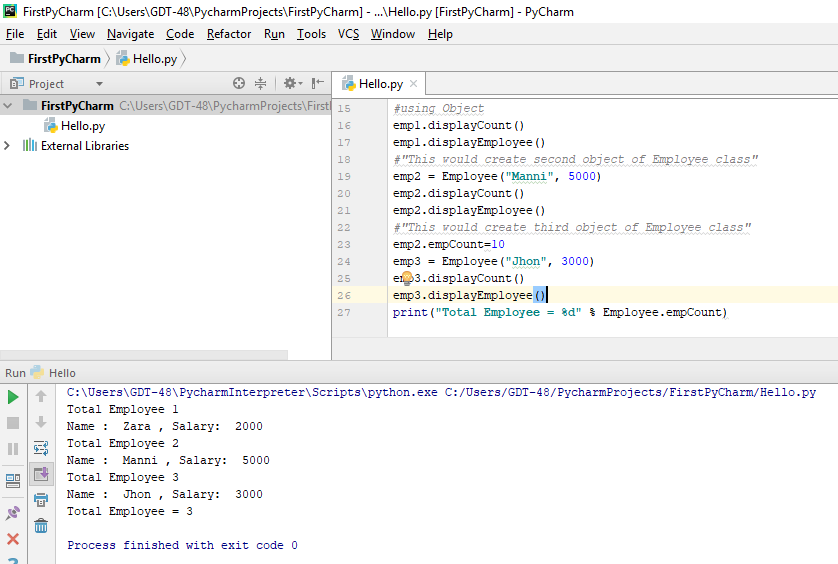 FirstPyCharm [C:\Users\GDT-48\PycharmProjects\FirstPyCharm] - ...\Hello.py [FirstPyCharm] - PyCharm
File Edit View Navigate Code Refactor Run Tools VCS Window Help
FirstPyCharm Hello.py
Project
FirstPyCharm C:\Users\GDT-48\PycharmProjects\First
Hello.py
External Libraries
Hello.py
15 #using Object
16 emp1.displayCount()
17 emp1.displayEmployee()
18 #"This would create second object of Employee class"
19 emp2 = Employee("Manni", 5000)
20 emp2.displayCount()
21 emp2.displayEmployee()
22 #"This would create third object of Employee class"
23 emp2.empCount=10
24 emp3 = Employee("Jhon", 3000)
25 emp3.displayCount()
26 emp3.displayEmployee()
27 print("Total Employee = %d" % Employee.empCount)
Run Hello
C:\Users\GDT-48\PycharmInterpreter\Scripts\python.exe C:/Users/GDT-48/PycharmProjects/FirstPyCharm/Hello.py
Total Employee 1
Name :  Zara , Salary:  2000
Total Employee 2
Name :  Manni , Salary:  5000
Total Employee 3
Name :  Jhon , Salary:  3000
Total Employee = 3
Process finished with exit code 0